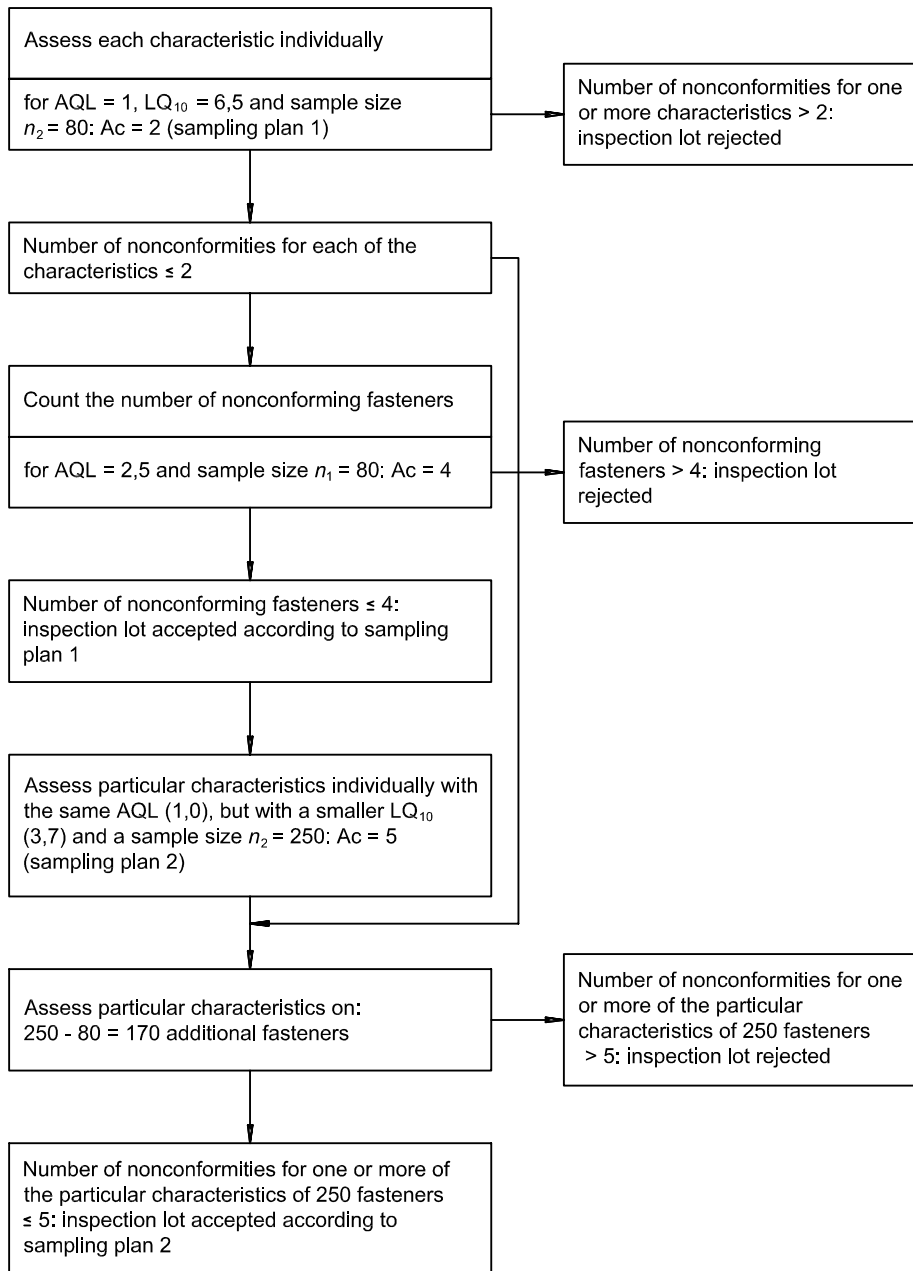 Assess each characteristic individually
for AQL = 1, LQ₁₀ = 6,5 and sample size
n₂ = 80: Ac = 2 (sampling plan 1)
Number of nonconformities for one
or more characteristics > 2:
inspection lot rejected
Number of nonconformities for each of the
characteristics ≤ 2
Count the number of nonconforming fasteners
for AQL = 2,5 and sample size n₁ = 80: Ac = 4
Number of nonconforming
fasteners > 4: inspection lot
rejected
Number of nonconforming fasteners ≤ 4:
inspection lot accepted according to sampling
plan 1
Assess particular characteristics individually with
the same AQL (1,0), but with a smaller LQ₁₀
(3,7) and a sample size n₂ = 250: Ac = 5
(sampling plan 2)
Assess particular characteristics on:
250 - 80 = 170 additional fasteners
Number of nonconformities for one
or more of the particular
characteristics of 250 fasteners
> 5: inspection lot rejected
Number of nonconformities for one or more of
the particular characteristics of 250 fasteners
≤ 5: inspection lot accepted according to
sampling plan 2